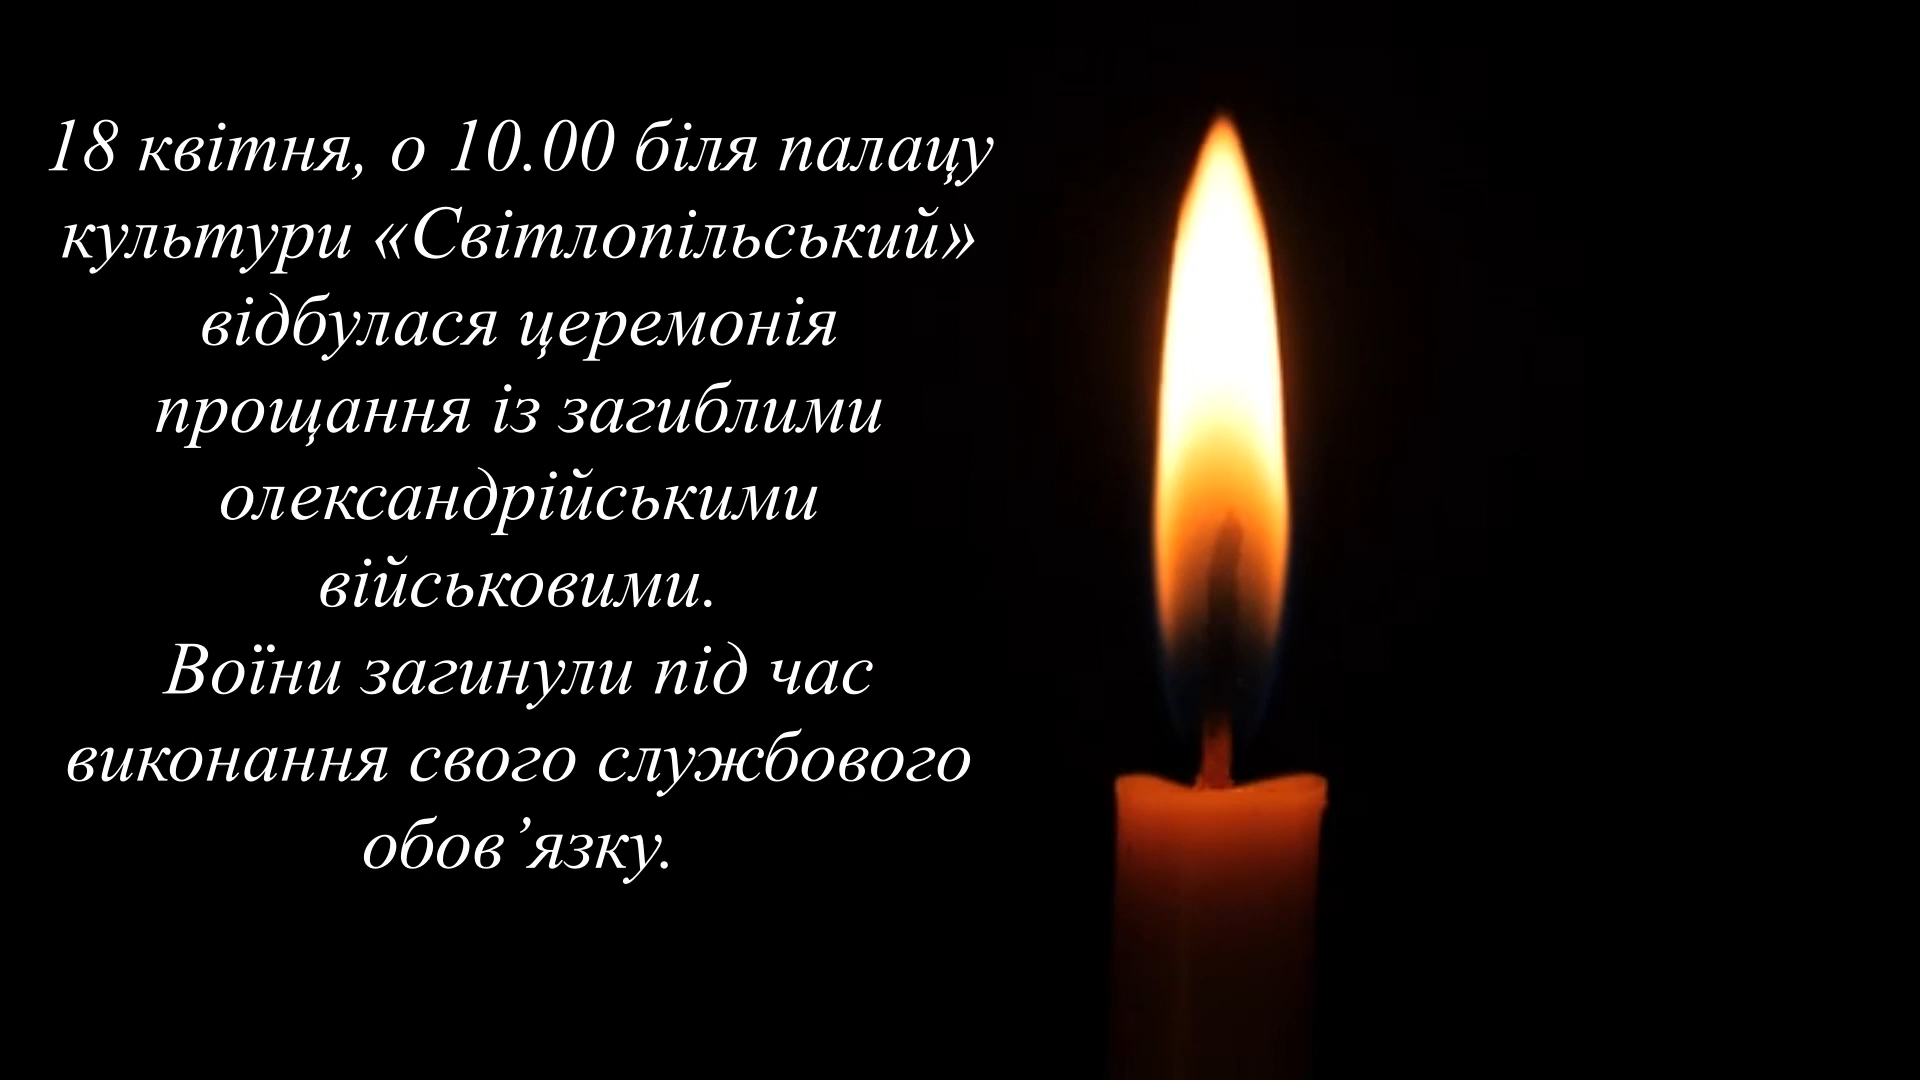 18 квітня, о 10.00 біля палацу
культури «Світлопільський»
відбулася церемонія
прощання із загиблими
олександрійськими
військовими.
Воїни загинули під час
виконання свого службового
обов’язку.